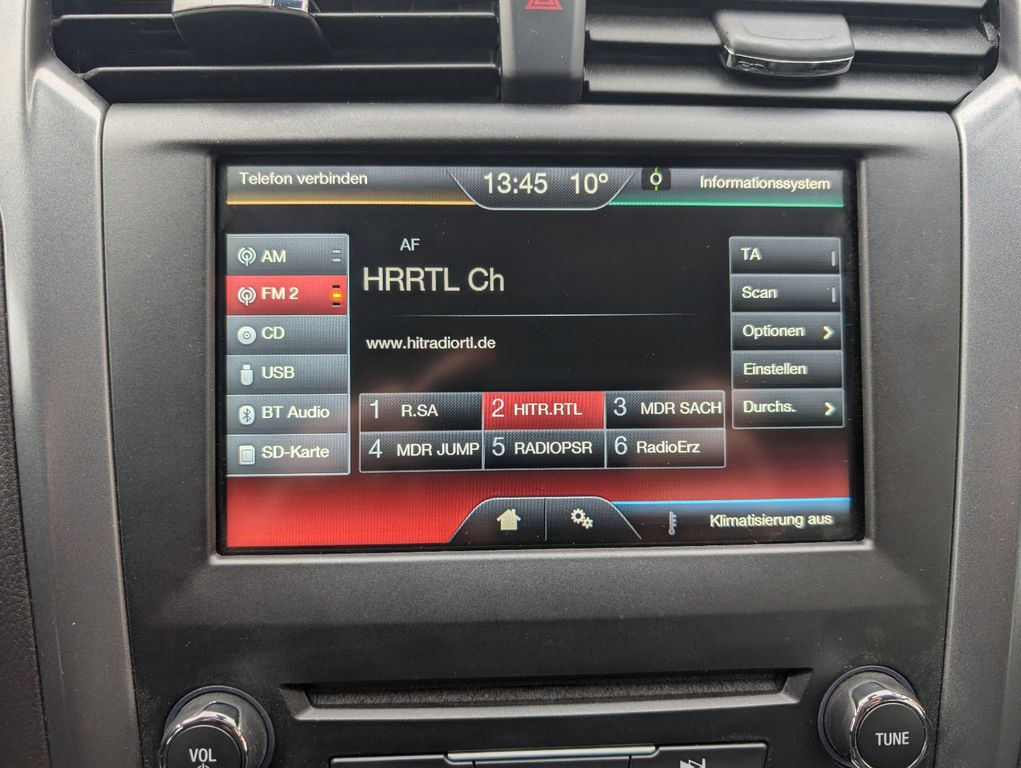 Telefon verbinden
13:45 10°
Informationssystem
AM
FM 2
CD
USB
BT Audio
SD-Karte
AF
HRRTL Ch
www.hitradiortl.de
1 R.SA
2 HITR.RTL
3 MDR SACH
4 MDR JUMP
5 RADIOPSR
6 RadioErz
TA
Scan
Optionen
Einstellen
Durchs.
Klimatisierung aus
VOL
TUNE